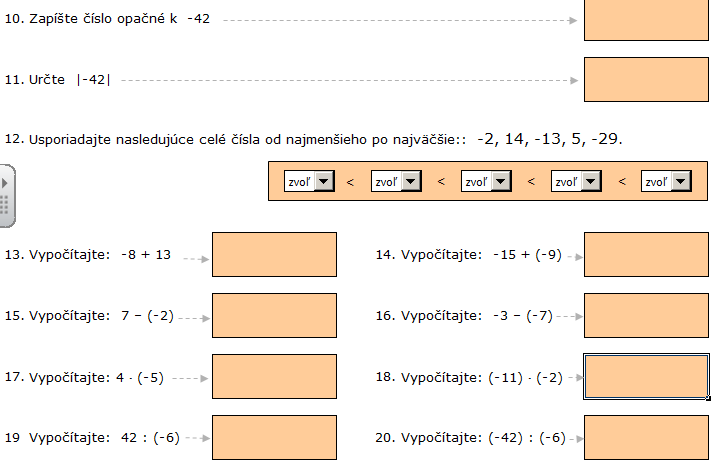 10. Zapíšte číslo opačné k -42
11. Určte |-42|
12. Usporiadajte nasledujúce celé čísla od najmenšieho po najväčšie:: -2, 14, -13, 5, -29.
zvoľ < zvoľ < zvoľ < zvoľ < zvoľ
13. Vypočítajte: -8 + 13
14. Vypočítajte: -15 + (-9)
15. Vypočítajte: 7 – (-2)
16. Vypočítajte: -3 – (-7)
17. Vypočítajte: 4 · (-5)
18. Vypočítajte: (-11) · (-2)
19 Vypočítajte: 42 : (-6)
20. Vypočítajte: (-42) : (-6)